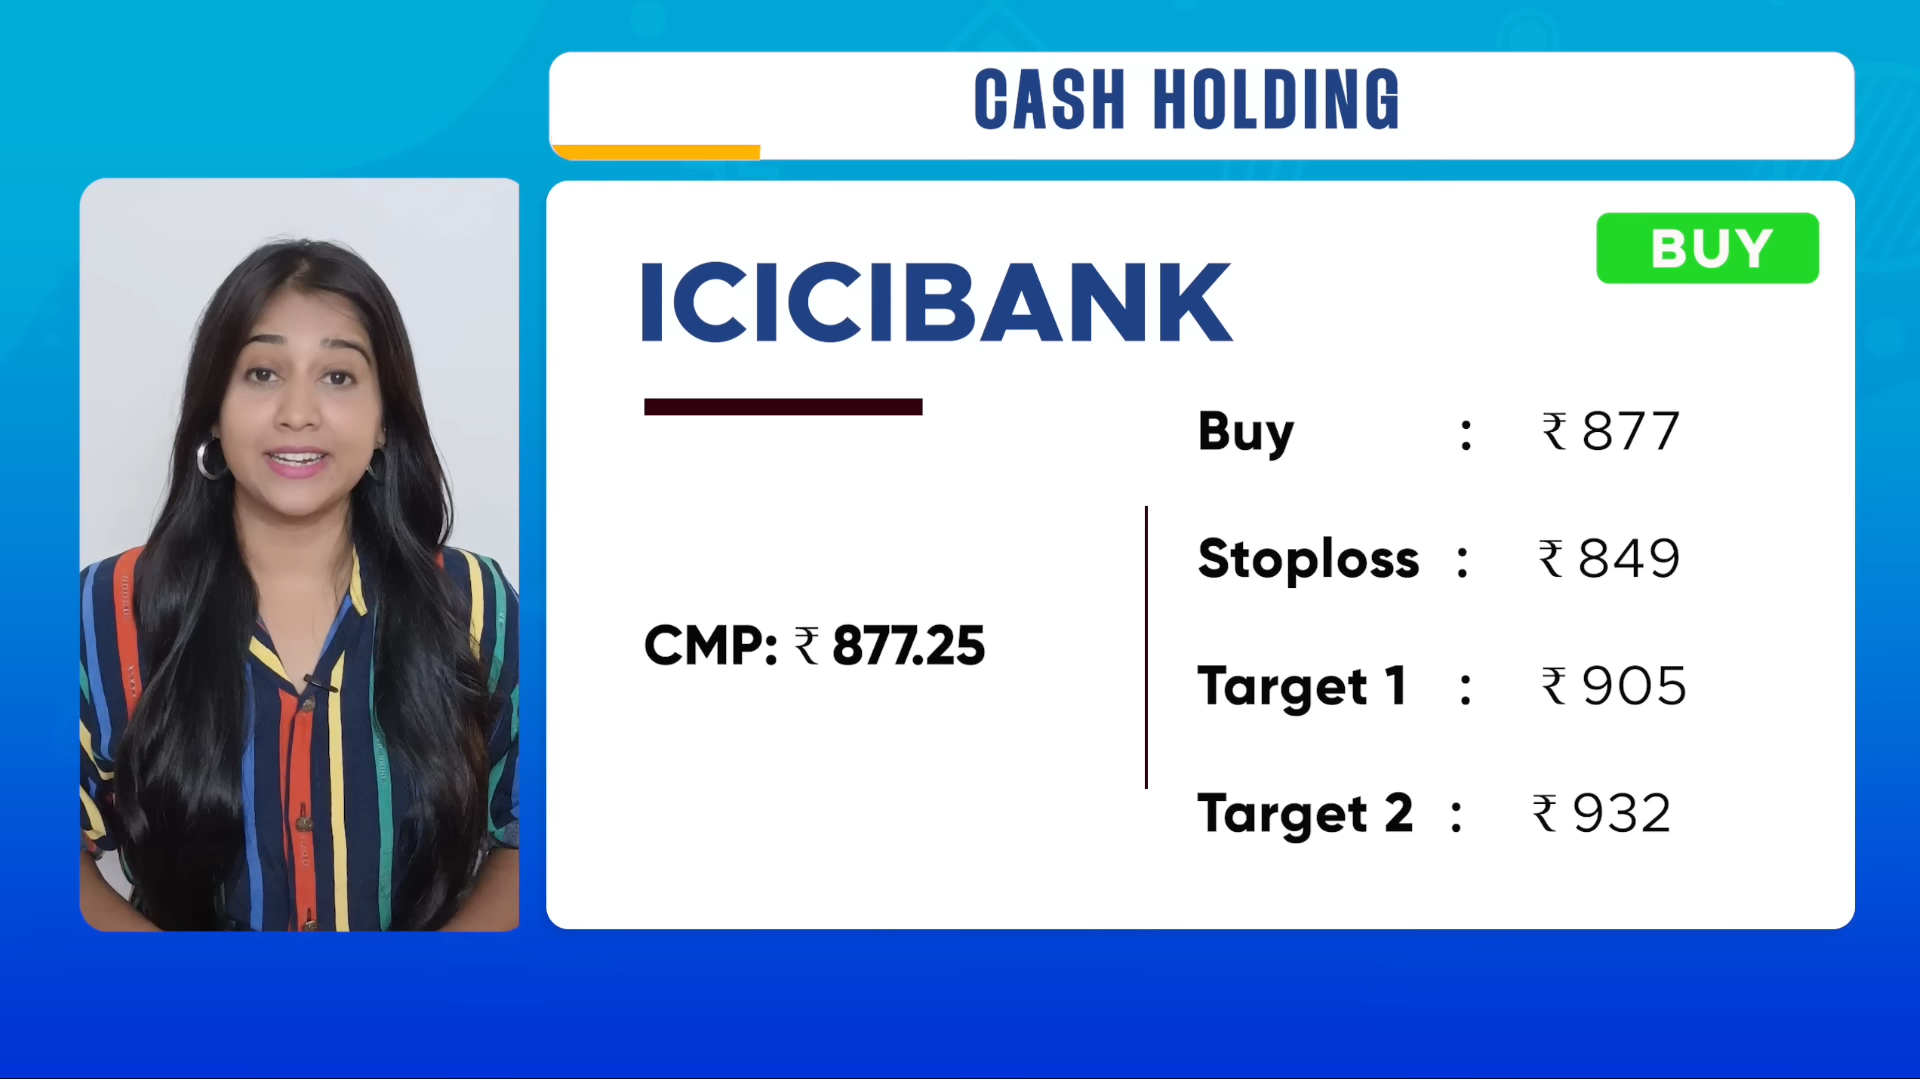 CASH HOLDING
BUY
ICICIBANK
CMP: ₹ 877.25
Buy : ₹ 877
Stoploss : ₹ 849
Target 1 : ₹ 905
Target 2 : ₹ 932